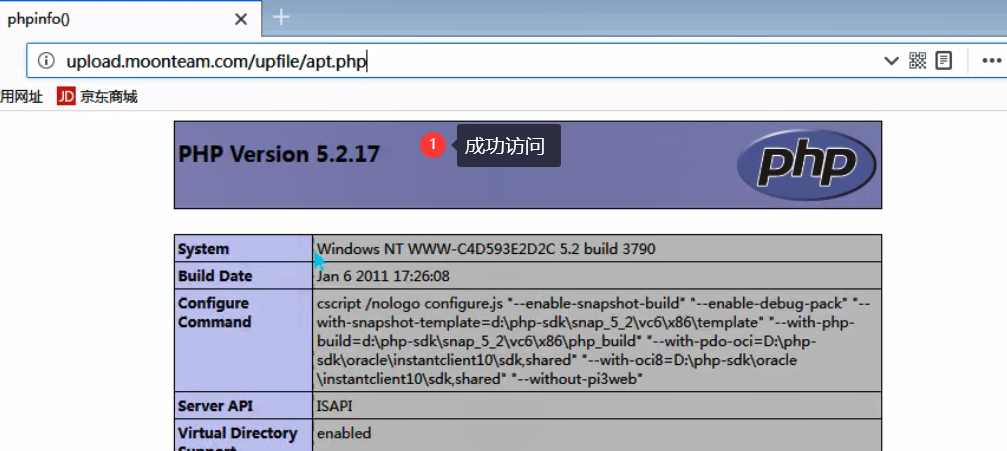 phpinfo()
upload.moonteam.com/upfile/apt.php
用网址 JD 京东商城
PHP Version 5.2.17
1 成功访问
php
System Windows NT WWW-C4D593E2D2C 5.2 build 3790
Build Date Jan 6 2011 17:26:08
Configure Command cscript /nologo configure.js "--enable-snapshot-build" "--enable-debug-pack" "--
with-snapshot-template=d:\php-sdk\snap_5_2\vc6\x86\template" "--with-php-
build=d:\php-sdk\snap_5_2\vc6\x86\php_build" "--with-pdo-oci=D:\php-
sdk\oracle\instantclient10\sdk,shared" "--with-oci8=D:\php-sdk\oracle
\instantclient10\sdk,shared" "--without-pi3web"
Server API ISAPI
Virtual Directory enabled
Support